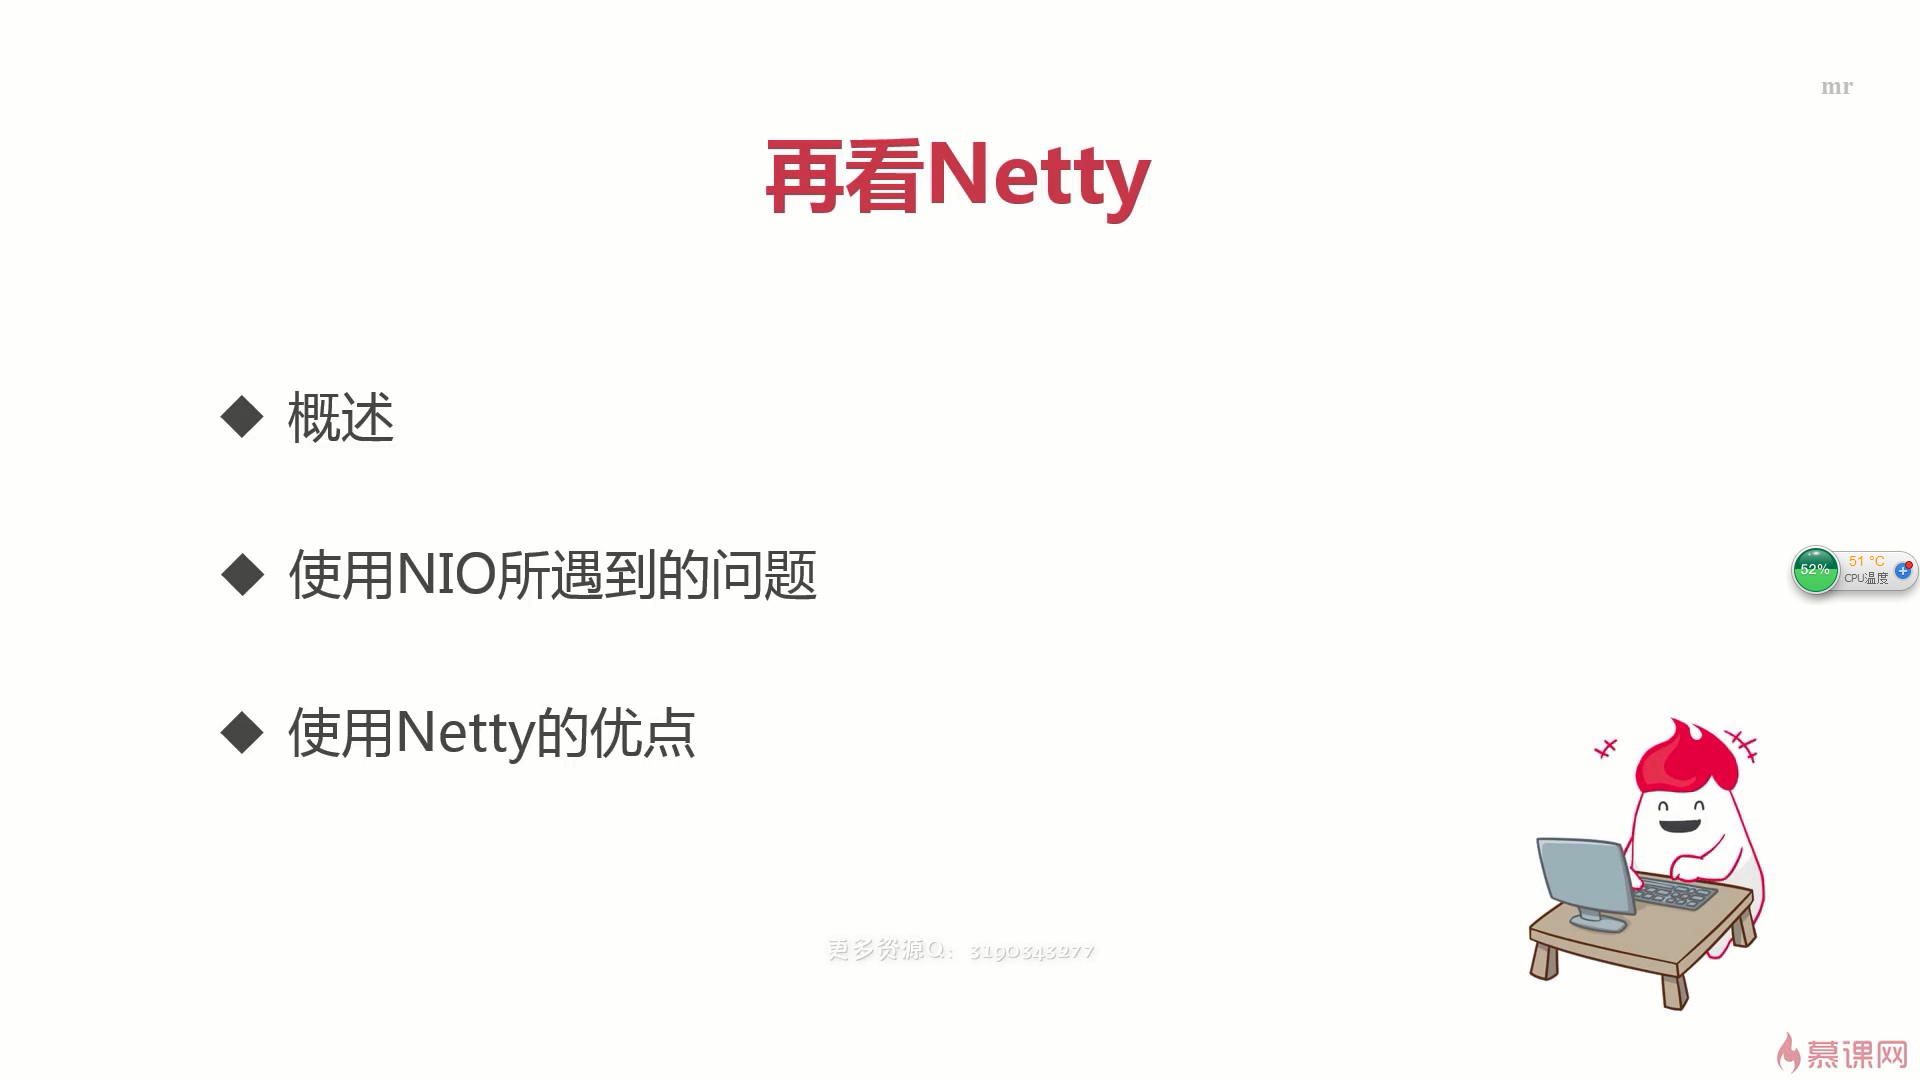 mr
再看Netty
◆ 概述
◆ 使用NIO所遇到的问题
52%
51 °C
CPU温度
◆ 使用Netty的优点
更多资源Q：3190343277
慕课网